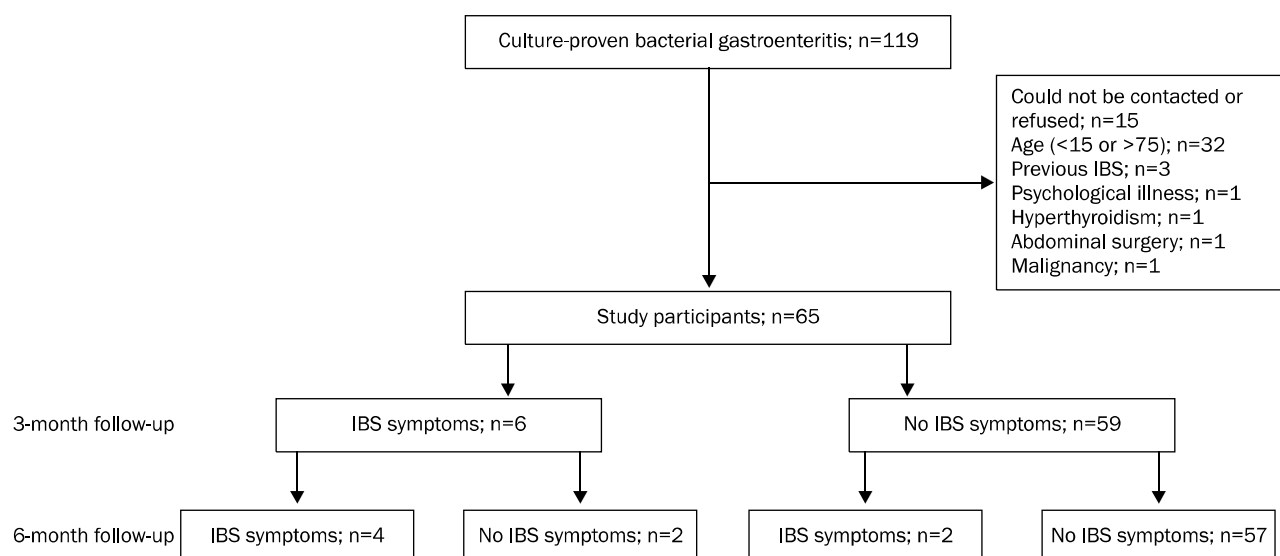 Culture-proven bacterial gastroenteritis; n=119
Could not be contacted or
refused; n=15
Age (<15 or >75); n=32
Previous IBS; n=3
Psychological illness; n=1
Hyperthyroidism; n=1
Abdominal surgery; n=1
Malignancy; n=1
Study participants; n=65
3-month follow-up
IBS symptoms; n=6
No IBS symptoms; n=59
6-month follow-up
IBS symptoms; n=4
No IBS symptoms; n=2
IBS symptoms; n=2
No IBS symptoms; n=57